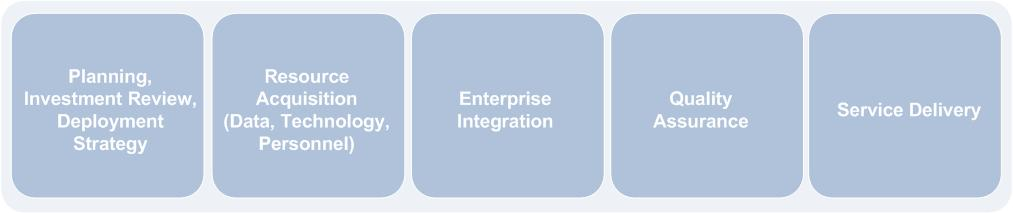 Planning,
Investment Review,
Deployment
Strategy
Resource
Acquisition
(Data, Technology,
Personnel)
Enterprise
Integration
Quality
Assurance
Service Delivery